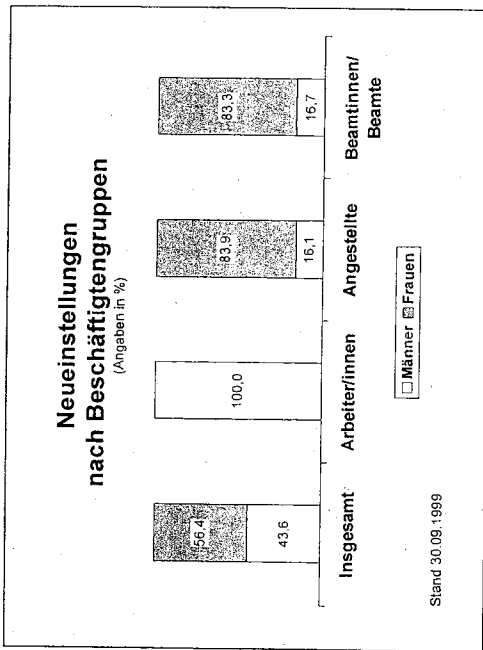 Neueinstellungen
nach Beschäftigtengruppen
(Angaben in %)
56,4
43,6
100,0
83,9
16,1
83,3
16,7
Insgesamt
Arbeiter/innen
Angestellte
Beamtinnen/
Beamte
Männer Frauen
Stand 30.09.1999